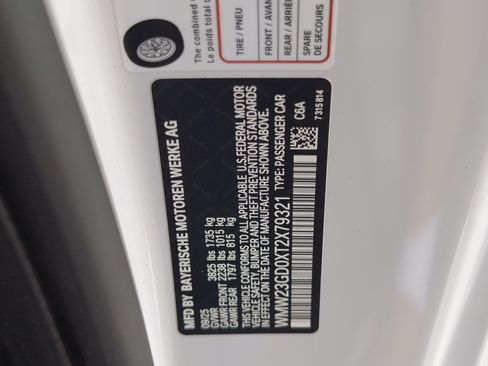 The combined
Le poids total c
TIRE / PNEU
FRONT / AVAN
REAR / ARRIÈR
SPARE
DE SECOURS
MFD BY BAYERISCHE MOTOREN WERKE AG
09/25
GVWR 3825 lbs 1735 kg
GAWR FRONT 2238 lbs 1015 kg
GAWR REAR 1797 lbs 815 kg
THIS VEHICLE CONFORMS TO ALL APPLICABLE U.S.FEDERAL MOTOR
VEHICLE SAFETY, BUMPER AND THEFT PREVENTION STANDARDS
IN EFFECT ON THE DATE OF MANUFACTURE SHOWN ABOVE.
WMW23GD0XT2X79321 TYPE: PASSENGER CAR
C6A
7315814